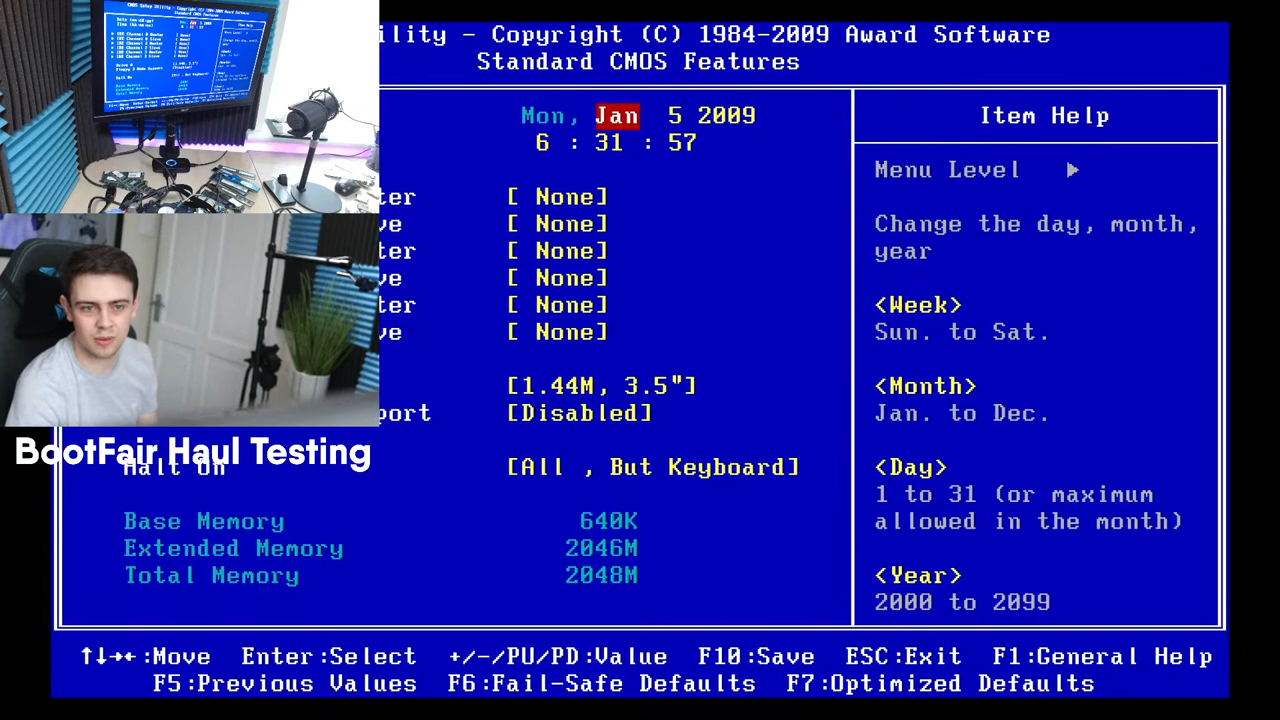 ility - Copyright (C) 1984-2009 Award Software
Standard CMOS Features
Mon, Jan 5 2009
6 : 31 : 57
ter [ None]
ve [ None]
ter [ None]
ve [ None]
ter [ None]
ve [ None]
[1.44M, 3.5"]
port [Disabled]
BootFair Haul Testing
Halt On [All , But Keyboard]
Base Memory 640K
Extended Memory 2046M
Total Memory 2048M
Item Help
Menu Level ►
Change the day, month,
year
<Week>
Sun. to Sat.
<Month>
Jan. to Dec.
<Day>
1 to 31 (or maximum
allowed in the month)
<Year>
2000 to 2099
↑↓→←:Move Enter:Select +/-/PU/PD:Value F10:Save ESC:Exit F1:General Help
F5:Previous Values F6:Fail-Safe Defaults F7:Optimized Defaults